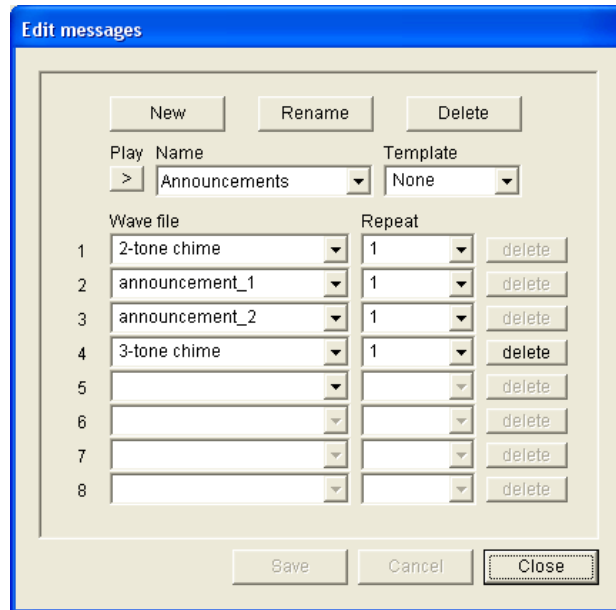 Edit messages
New Rename Delete
Play Name Template
> Announcements None
Wave file Repeat
1 2-tone chime 1 delete
2 announcement_1 1 delete
3 announcement_2 1 delete
4 3-tone chime 1 delete
5 delete
6 delete
7 delete
8 delete
Save Cancel Close